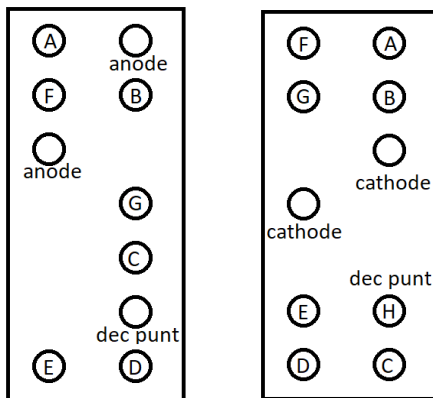 A
anode
F B
anode
G
C
dec punt
E D
F A
G B
cathode
cathode
dec punt
E H
D C